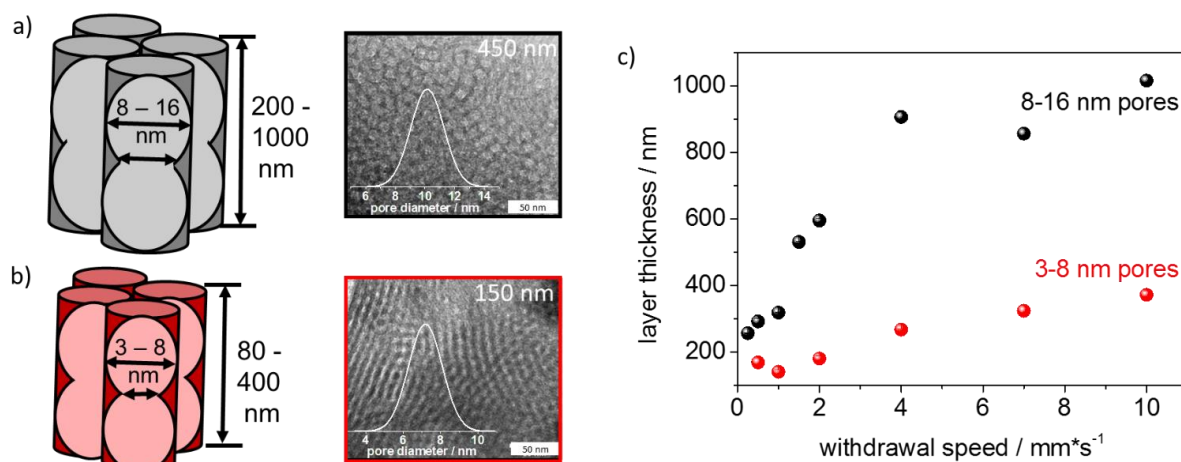 a)
8 – 16
nm
200 -
1000
nm
450 nm
6 8 10 12 14
pore diameter / nm
50 nm
b)
3 – 8
nm
80 -
400
nm
150 nm
4 6 8 10
pore diameter / nm
50 nm
c)
layer thickness / nm
1000
800
600
400
200
8-16 nm pores
3-8 nm pores
0 2 4 6 8 10
withdrawal speed / mm*s⁻¹